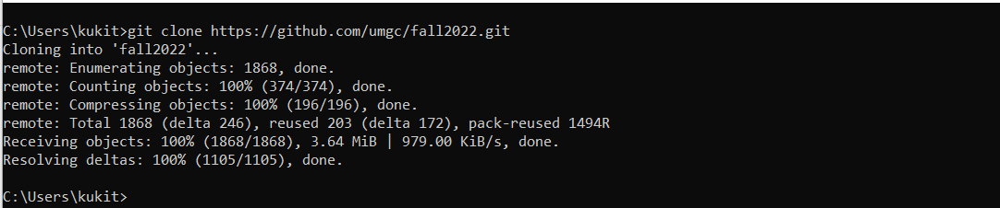 C:\Users\kukit>git clone https://github.com/umgc/fall2022.git
Cloning into 'fall2022'...
remote: Enumerating objects: 1868, done.
remote: Counting objects: 100% (374/374), done.
remote: Compressing objects: 100% (196/196), done.
remote: Total 1868 (delta 246), reused 203 (delta 172), pack-reused 1494R
Receiving objects: 100% (1868/1868), 3.64 MiB | 979.00 KiB/s, done.
Resolving deltas: 100% (1105/1105), done.
C:\Users\kukit>